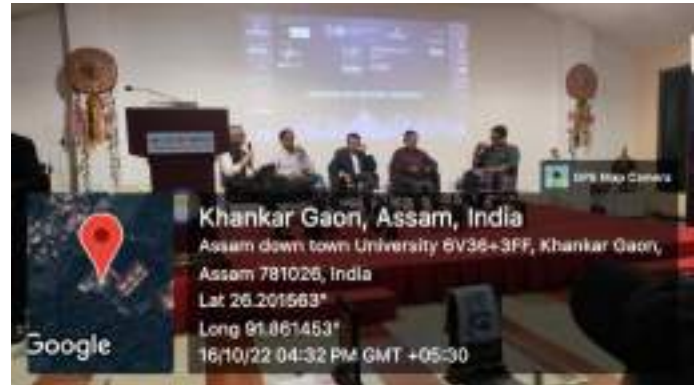 GPS Map Camera
Khankar Gaon, Assam, India
Assam down town University 6V36+3FF, Khankar Gaon,
Assam 781026, India
Lat 26.201563°
Long 91.861453°
16/10/22 04:32 PM GMT +05:30
Google